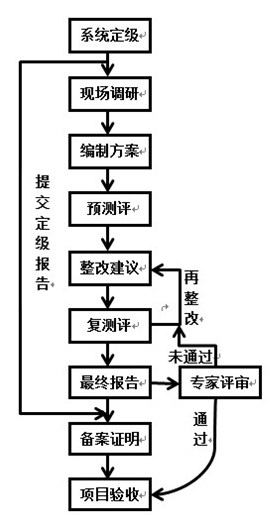 系统定级
现场调研
编制方案
预测评
提交定级报告
整改建议
再整改
复测评
未通过
最终报告
专家评审
通过
备案证明
项目验收